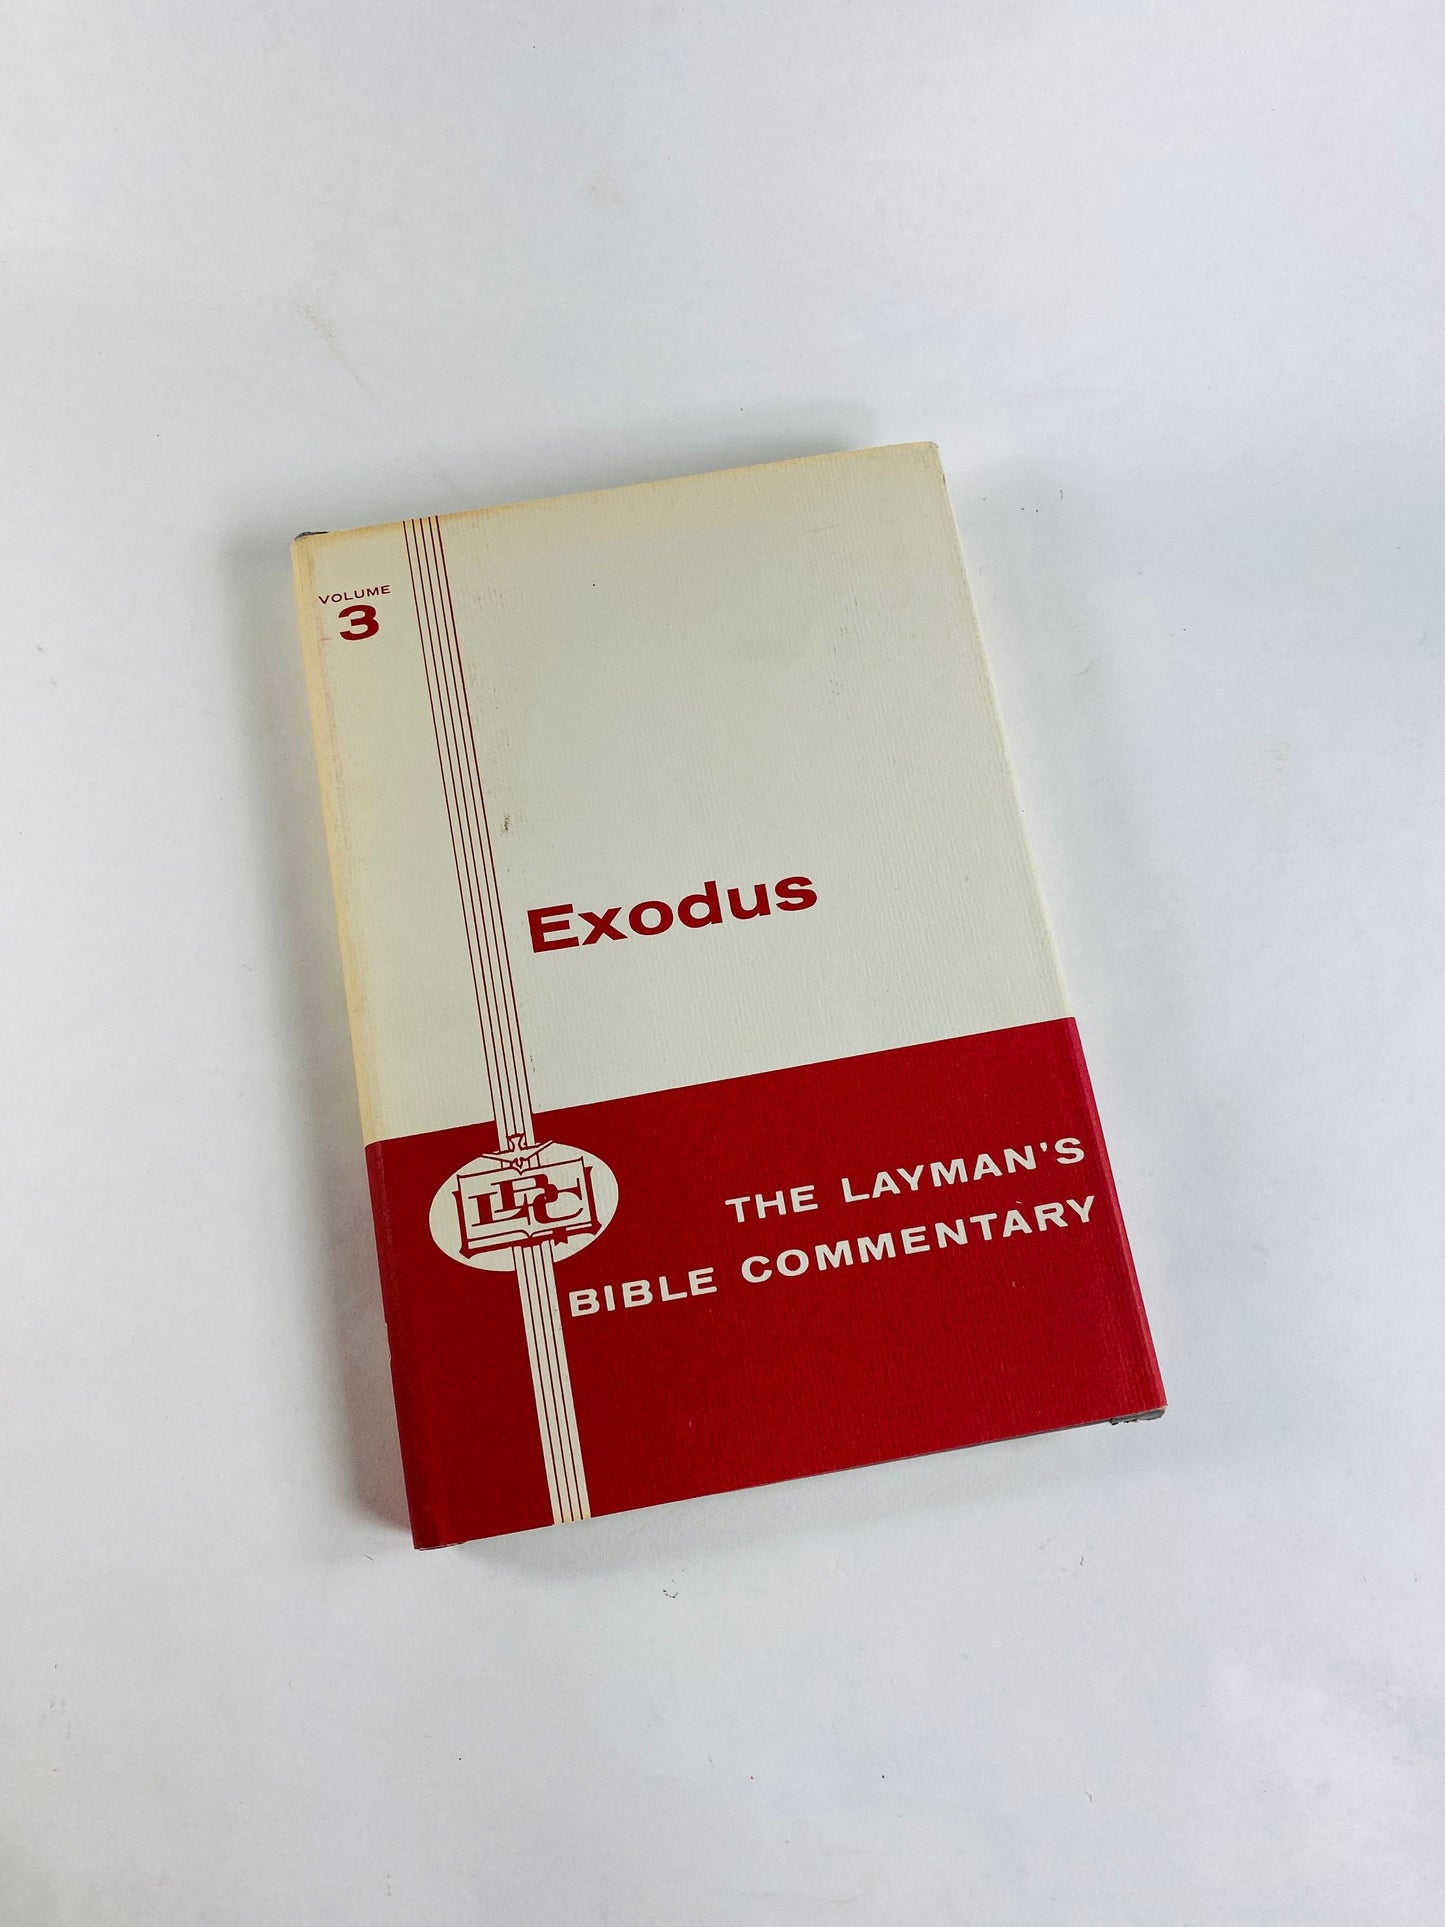 VOLUME
3
Exodus
LBC
THE LAYMAN'S
BIBLE COMMENTARY